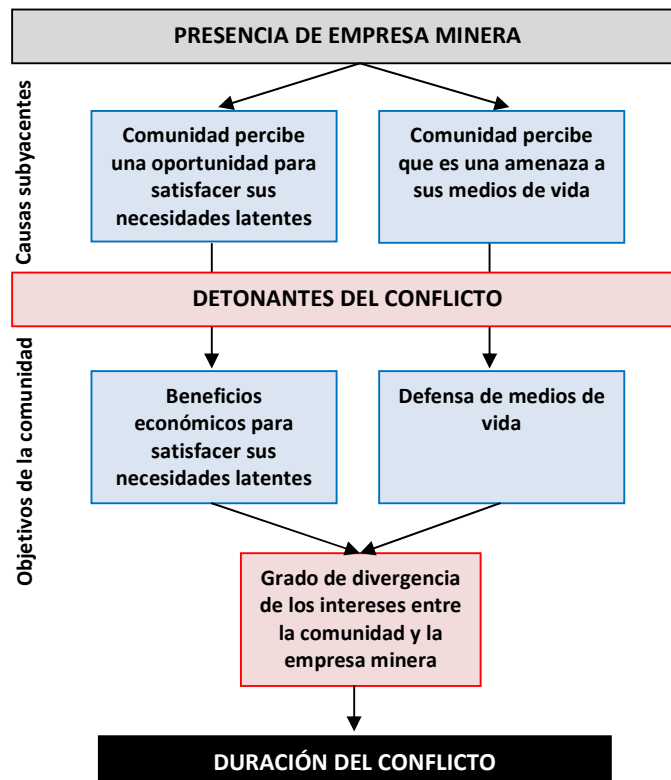 PRESENCIA DE EMPRESA MINERA
Causas subyacentes
Comunidad percibe
una oportunidad para
satisfacer sus
necesidades latentes
Comunidad percibe
que es una amenaza a
sus medios de vida
DETONANTES DEL CONFLICTO
Objetivos de la comunidad
Beneficios
económicos para
satisfacer sus
necesidades latentes
Defensa de medios de
vida
Grado de divergencia
de los intereses entre
la comunidad y la
empresa minera
DURACIÓN DEL CONFLICTO